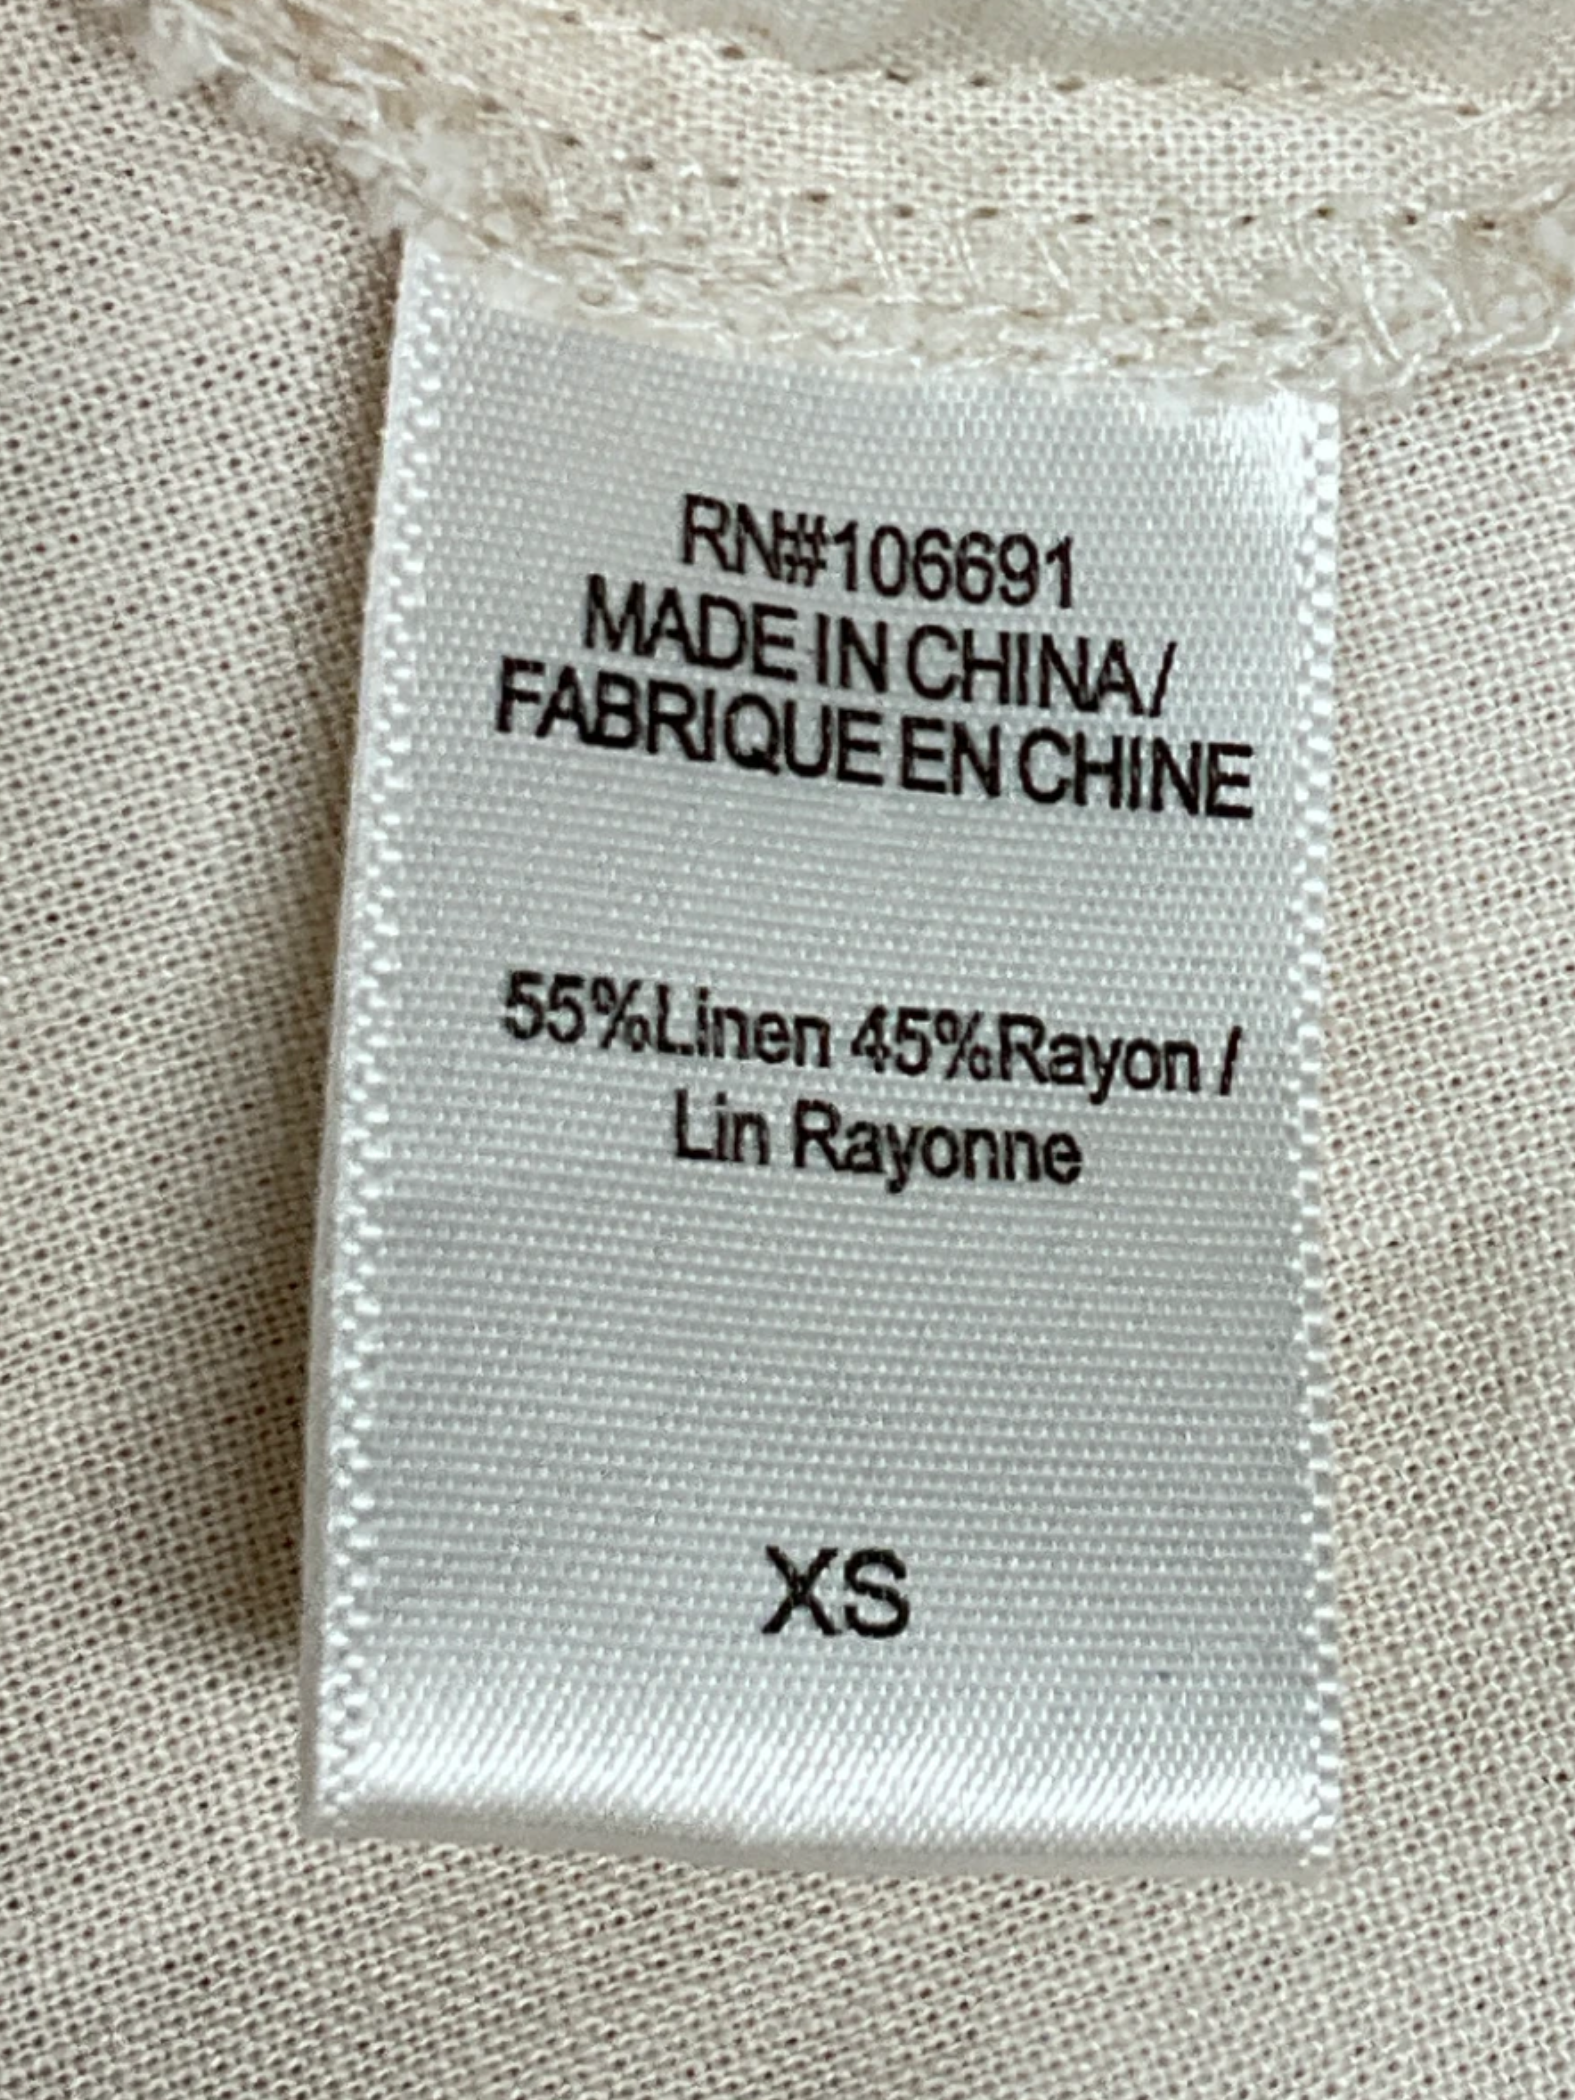 RN#106691
MADE IN CHINA/
FABRIQUE EN CHINE
55%Linen 45%Rayon /
Lin Rayonne
XS